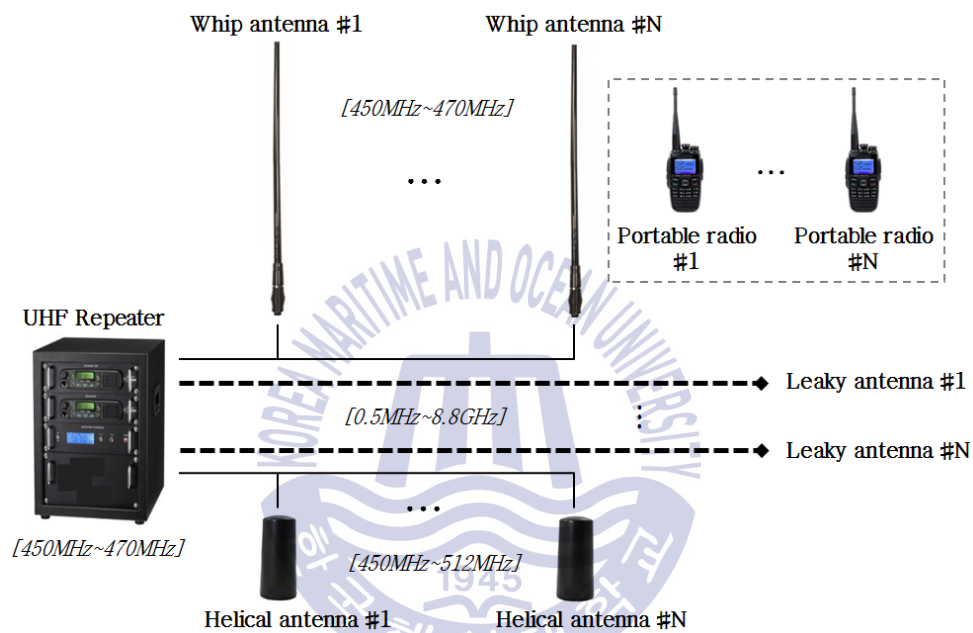 Whip antenna #1
Whip antenna #N
[450MHz~470MHz]
...
...
Portable radio
#1
Portable radio
#N
UHF Repeater
KOREA MARITIME AND OCEAN UNIVERSITY
Leaky antenna #1
[0.5MHz~8.8GHz]
Leaky antenna #N
...
[450MHz~470MHz]
[450MHz~512MHz]
1945
Helical antenna #1
Helical antenna #N